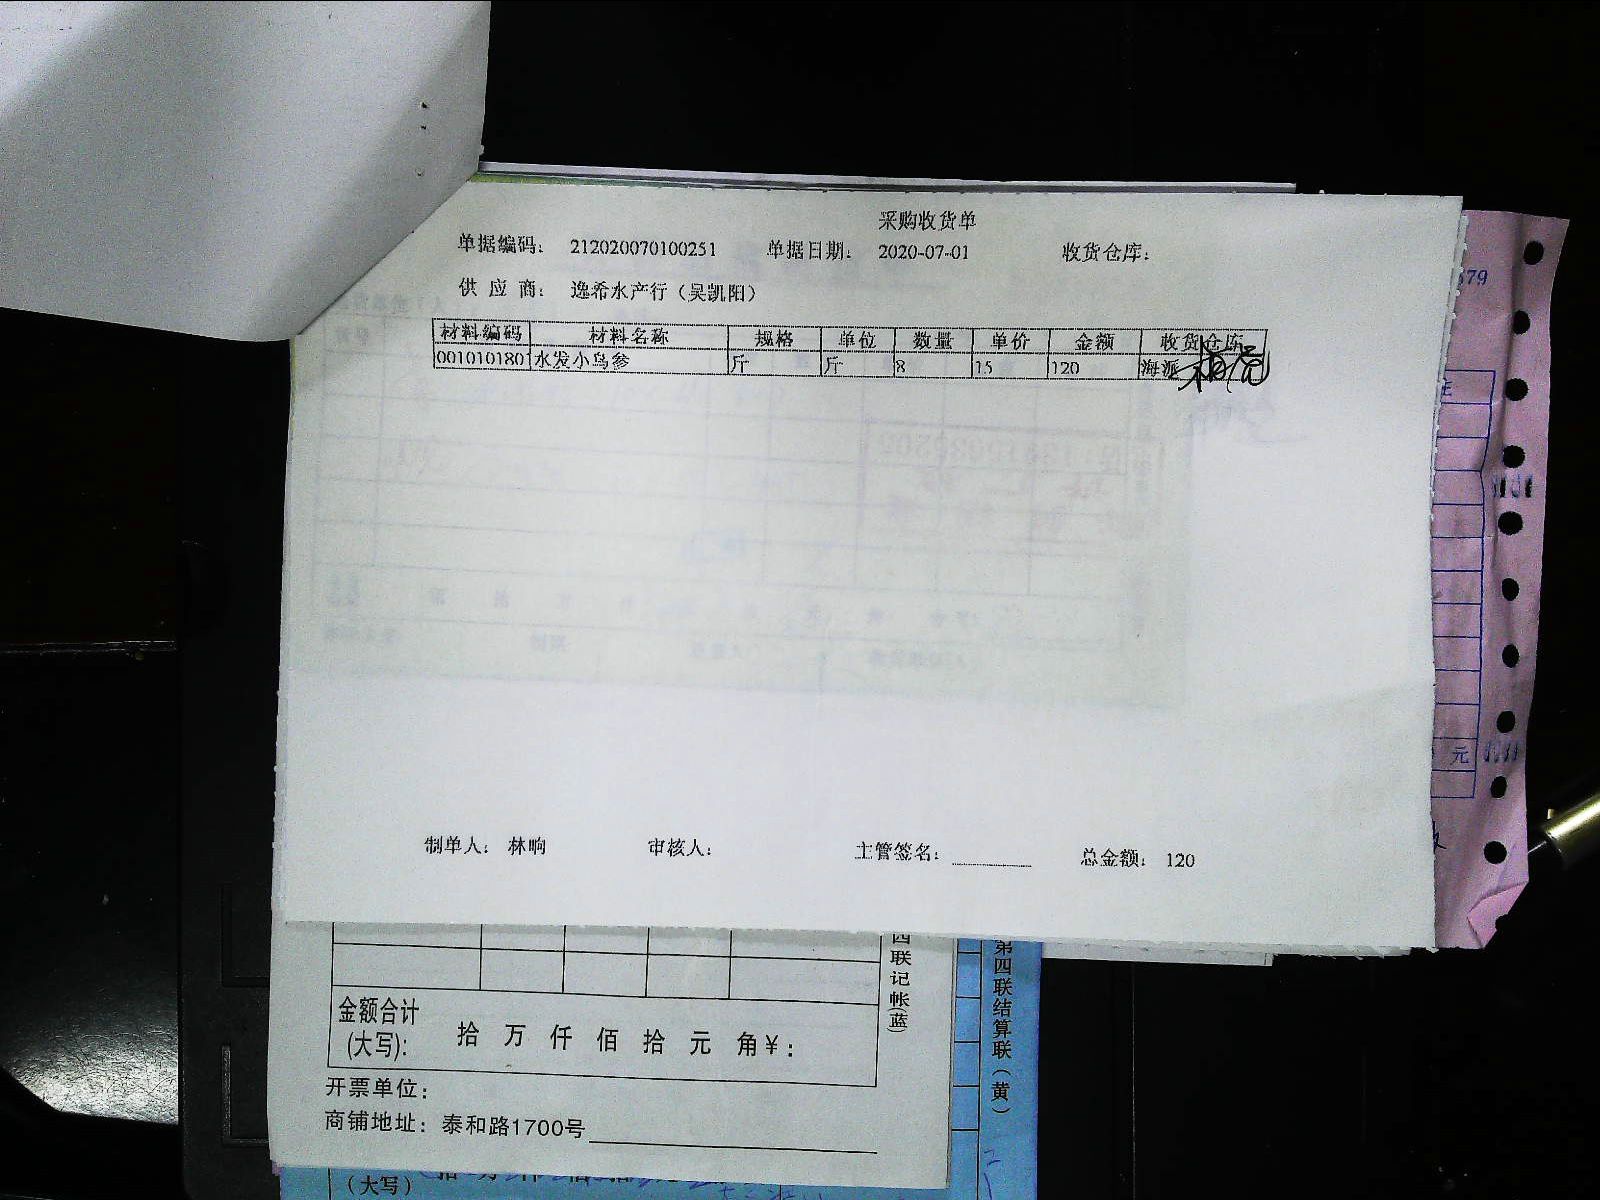 采购收货单
单据编码： 212020070100251 单据日期： 2020-07-01 收货仓库：
供 应 商： 逸希水产行（吴凯阳）
材料编码 材料名称 规格 单位 数量 单价 金额 收货仓库
0010101801 水发小乌参 斤 斤 8 15 120 海派
制单人： 林响 审核人： 主管签名： 总金额： 120
四联记帐(蓝)
第四联结算联（黄）
金额合计
(大写)： 拾 万 仟 佰 拾 元 角¥：
开票单位：
商铺地址：泰和路1700号
(大写)
元